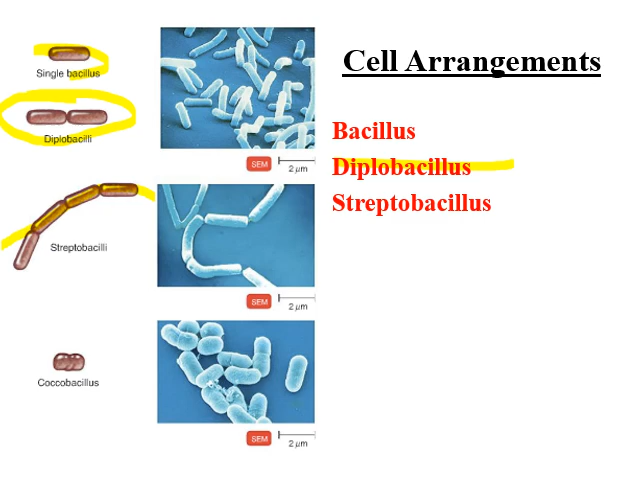 Cell Arrangements
Single bacillus
Diplobacilli
SEM 2 μm
Streptobacilli
SEM 2 μm
Coccobacillus
SEM 2 μm
Bacillus
Diplobacillus
Streptobacillus